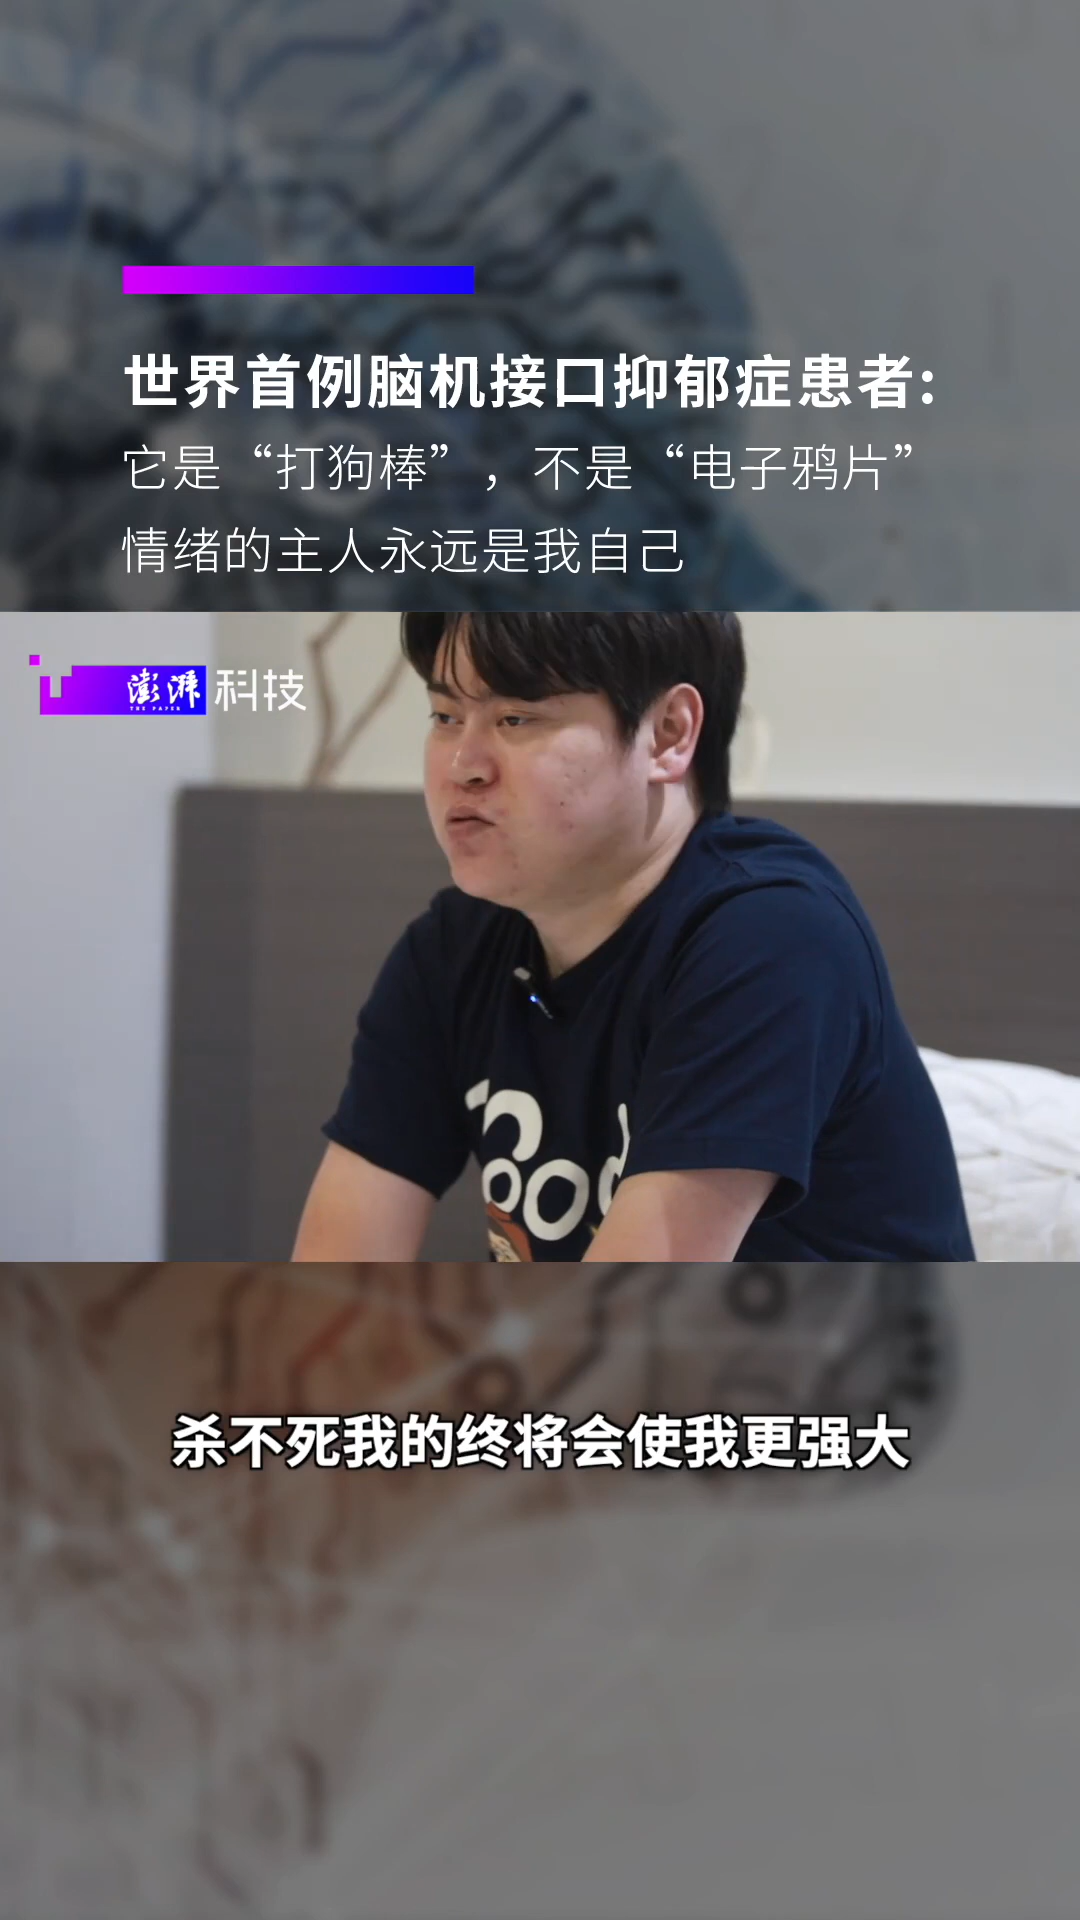 世界首例脑机接口抑郁症患者:
它是“打狗棒”，不是“电子鸦片”
情绪的主人永远是我自己
澎湃 科技
THE PAPER
杀不死我的终将会使我更强大